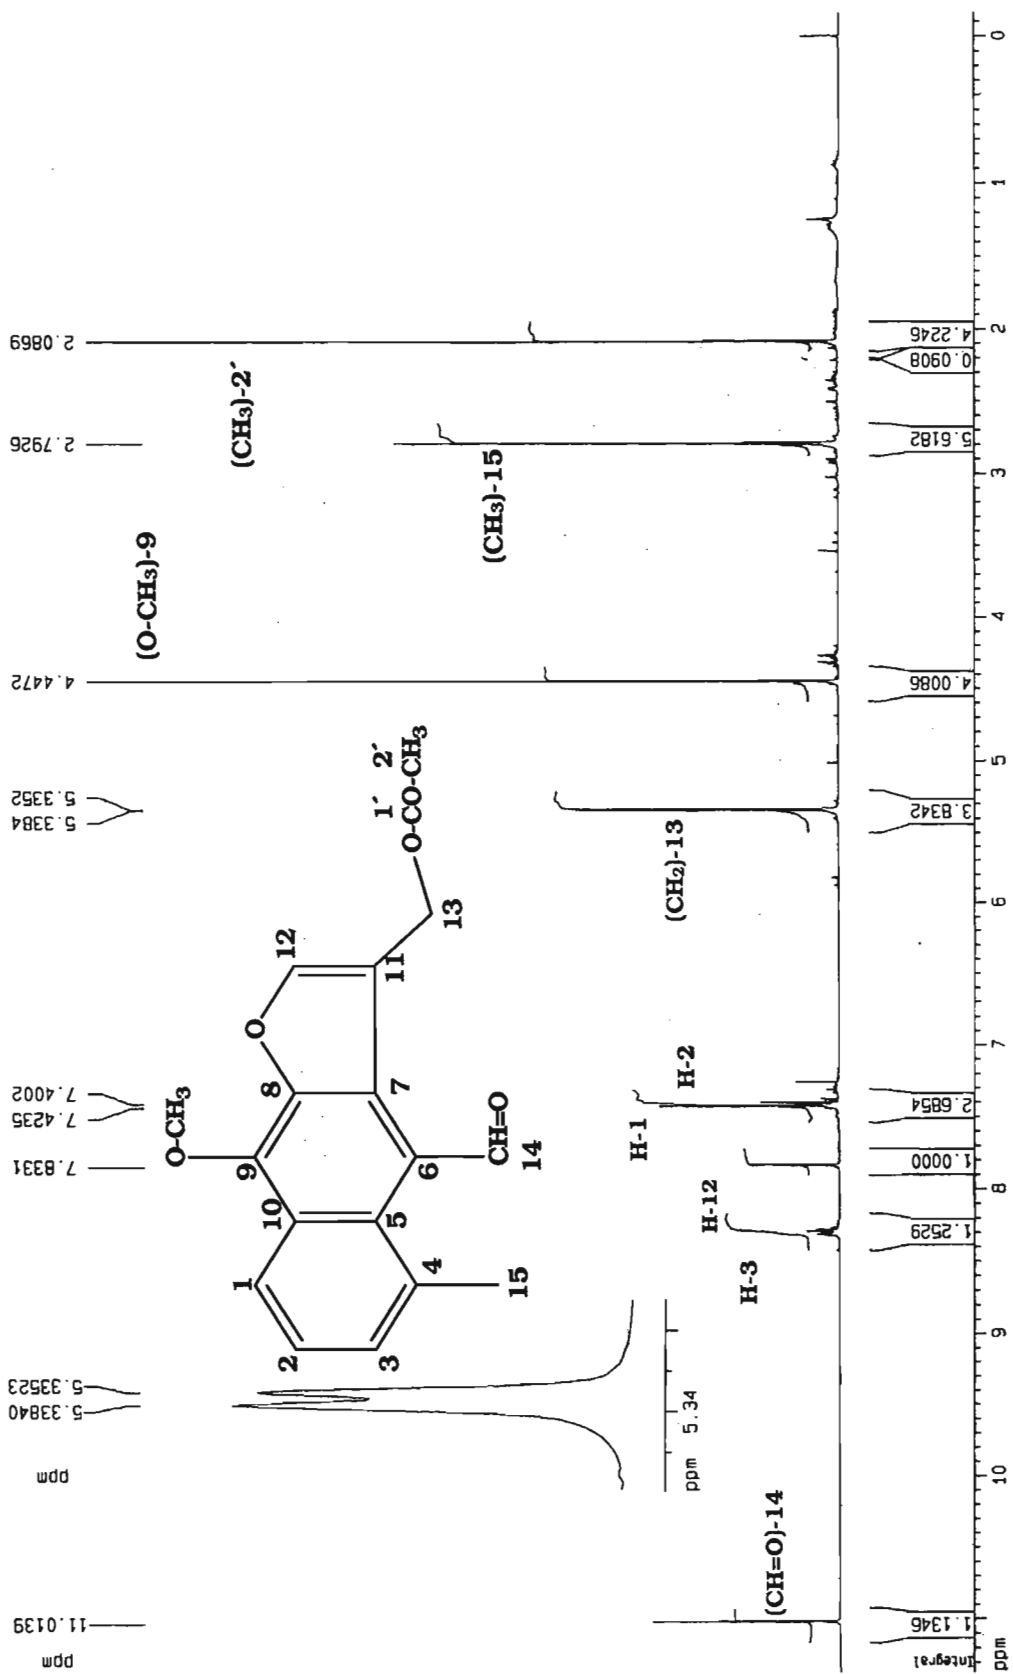 ppm
11.0139
ppm
5.33840
5.33523
7.8331
7.4235
7.4002
5.3384
5.3352
4.4472
2.7926
2.0869
(O-CH₃)-9
(CH₃)-2´
(CH₃)-15
O-CH₃
O
12
8
9
10
1
7
11
13
O-CO-CH₃
1´ 2´
2
5
6
CH=O
14
3
4
15
ppm 5.34
(CH₂)-13
H-1
H-2
H-12
H-3
(CH=O)-14
Integral
1.1346
1.2529
1.0000
2.6854
3.8342
4.0086
5.6182
0.0908
4.2246
ppm
10
9
8
7
6
5
4
3
2
1
0